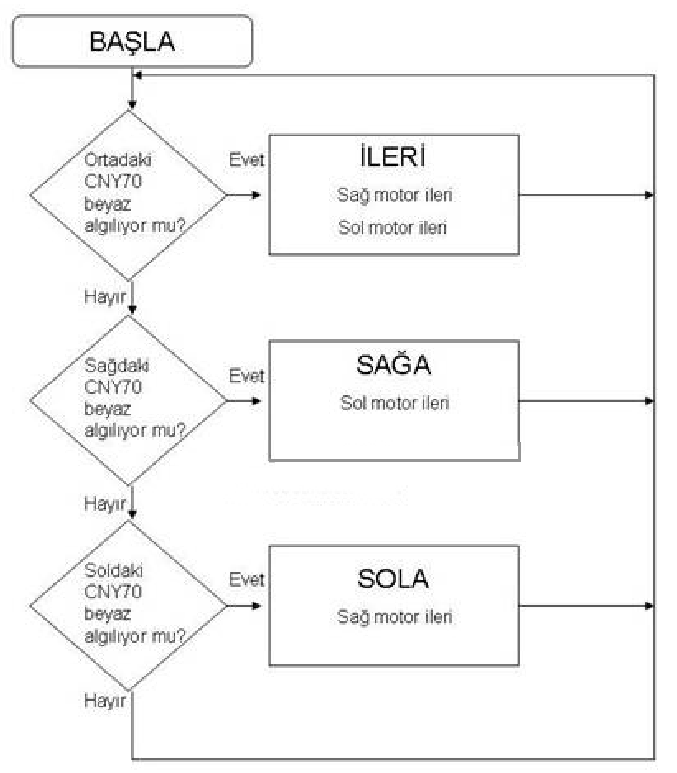 BAŞLA
Ortadaki
CNY70
beyaz
algılıyor mu?
Evet
İLERİ
Sağ motor ileri
Sol motor ileri
Hayır
Sağdaki
CNY70
beyaz
algılıyor mu?
Evet
SAĞA
Sol motor ileri
Hayır
Soldaki
CNY70
beyaz
algılıyor mu?
Evet
SOLA
Sağ motor ileri
Hayır